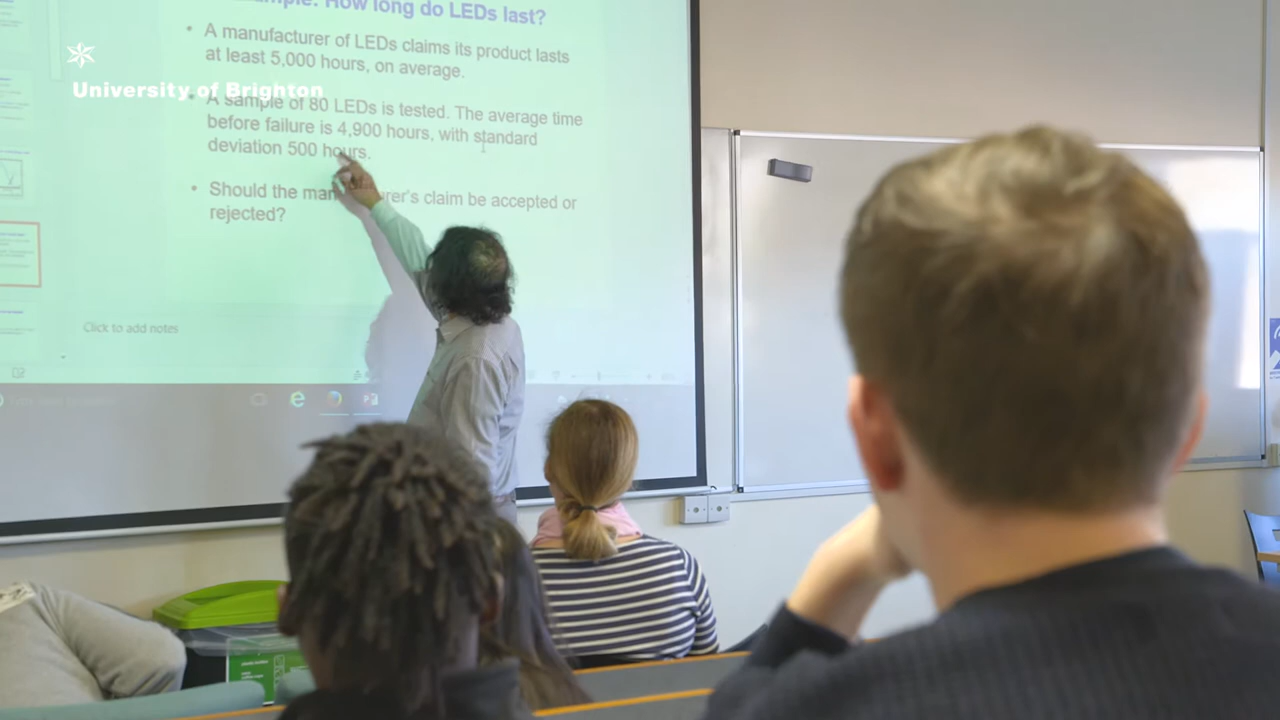 How long do LEDs last?
• A manufacturer of LEDs claims its product lasts
at least 5,000 hours, on average.
University of Brighton
A sample of 80 LEDs is tested. The average time
before failure is 4,900 hours, with standard
deviation 500 hours.
• Should the man rer's claim be accepted or
rejected?
Click to add notes